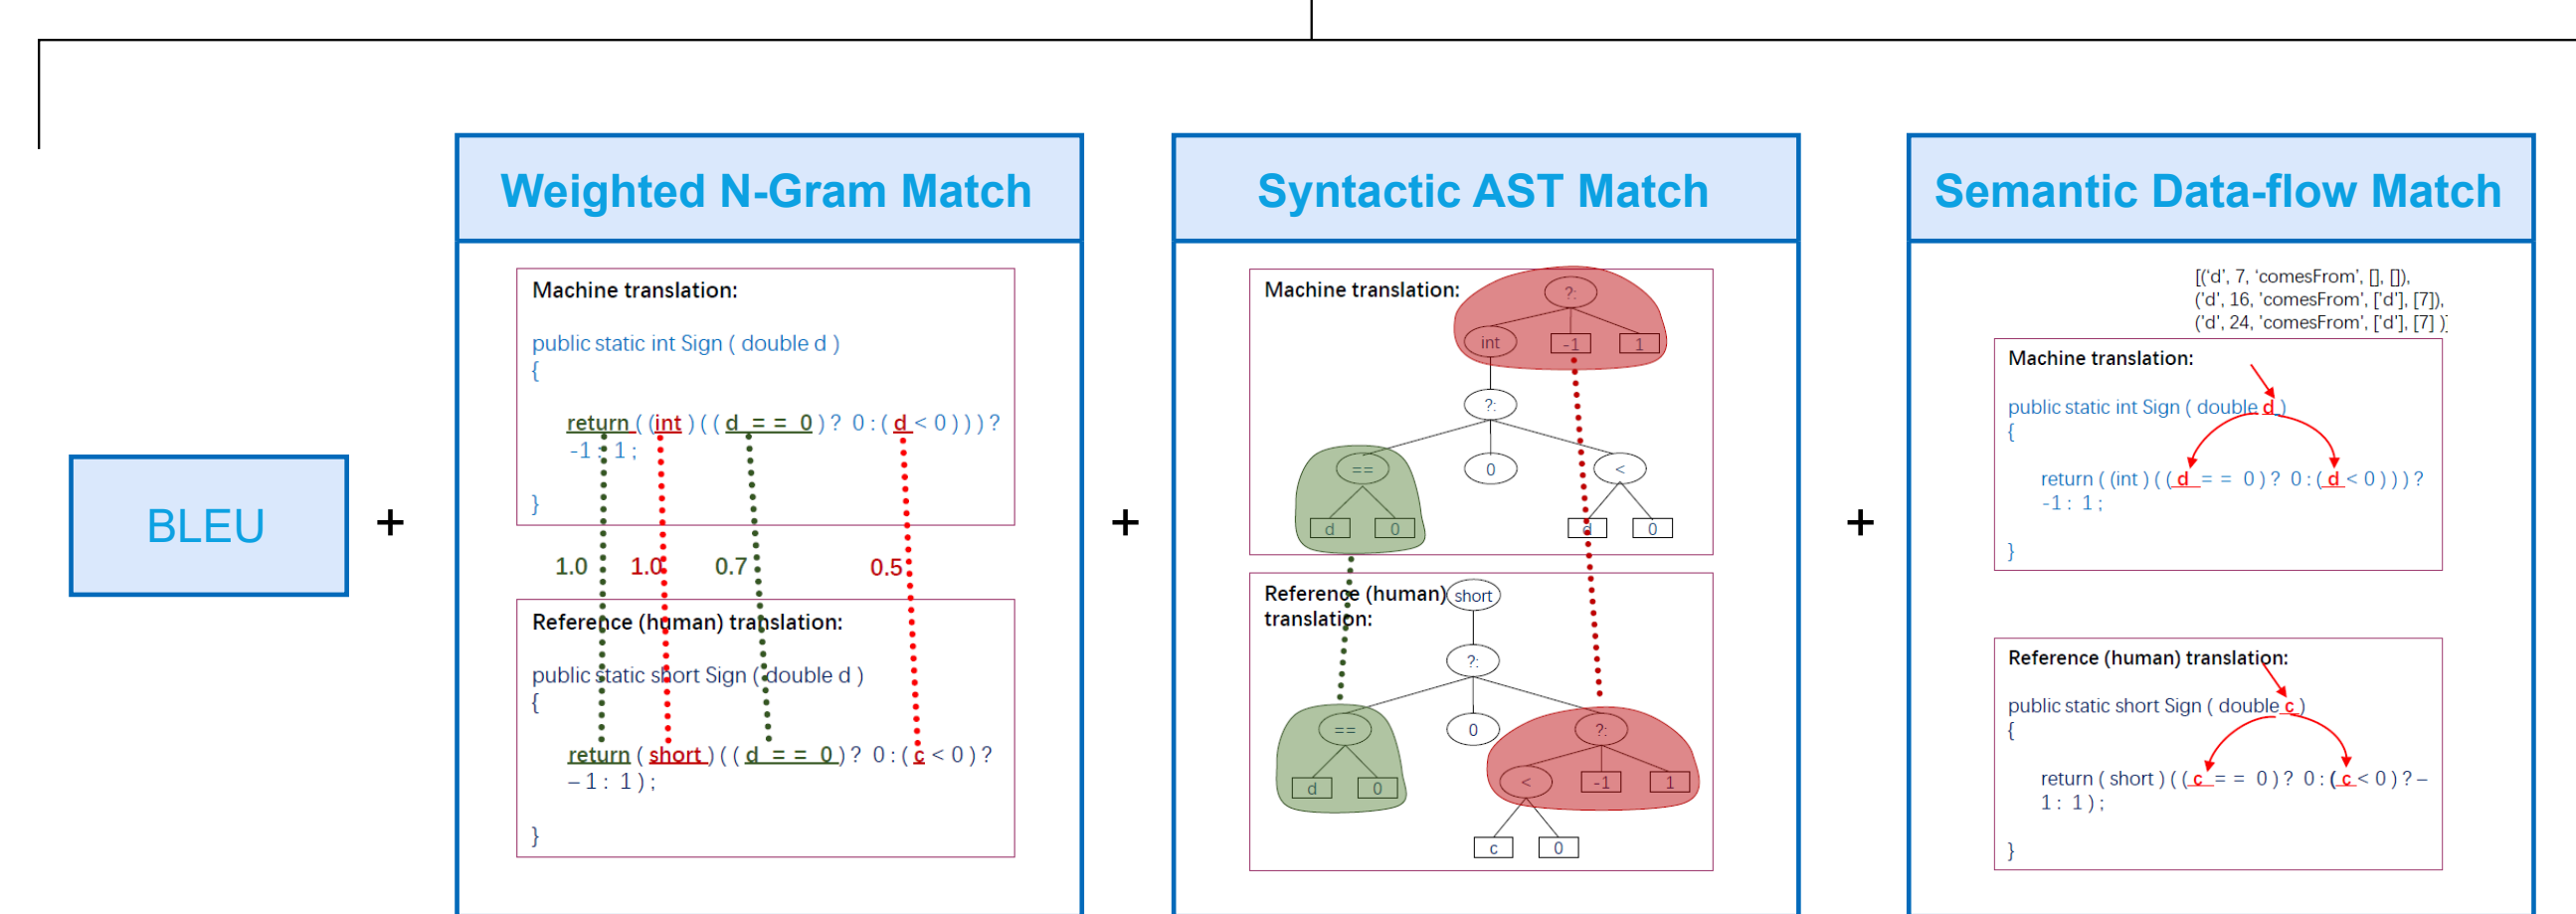 BLEU
+
Weighted N-Gram Match
Machine translation:
public static int Sign ( double d )
{
return ( (int ) ( ( d = = 0 ) ? 0 : ( d < 0 ) ) ) ?
-1 : 1 ;
}
1.0 1.0 0.7 0.5
Reference (human) translation:
public static short Sign ( double d )
{
return ( short ) ( ( d = = 0 ) ? 0 : ( c < 0 ) ?
– 1 : 1 ) ;
}
+
Syntactic AST Match
Machine translation:
?:
int -1 1
?:
== 0 <
d 0 d 0
Reference (human)
translation:
short
?:
== 0 ?:
d 0 < -1 1
c 0
+
Semantic Data-flow Match
[('d', 7, 'comesFrom', [], []),
('d', 16, 'comesFrom', ['d'], [7]),
('d', 24, 'comesFrom', ['d'], [7] )]
Machine translation:
public static int Sign ( double d )
{
return ( (int ) ( ( d = = 0 ) ? 0 : ( d < 0 ) ) ) ?
-1 : 1 ;
}
Reference (human) translation:
public static short Sign ( double c )
{
return ( short ) ( ( c = = 0 ) ? 0 : ( c < 0 ) ? –
1 : 1 ) ;
}